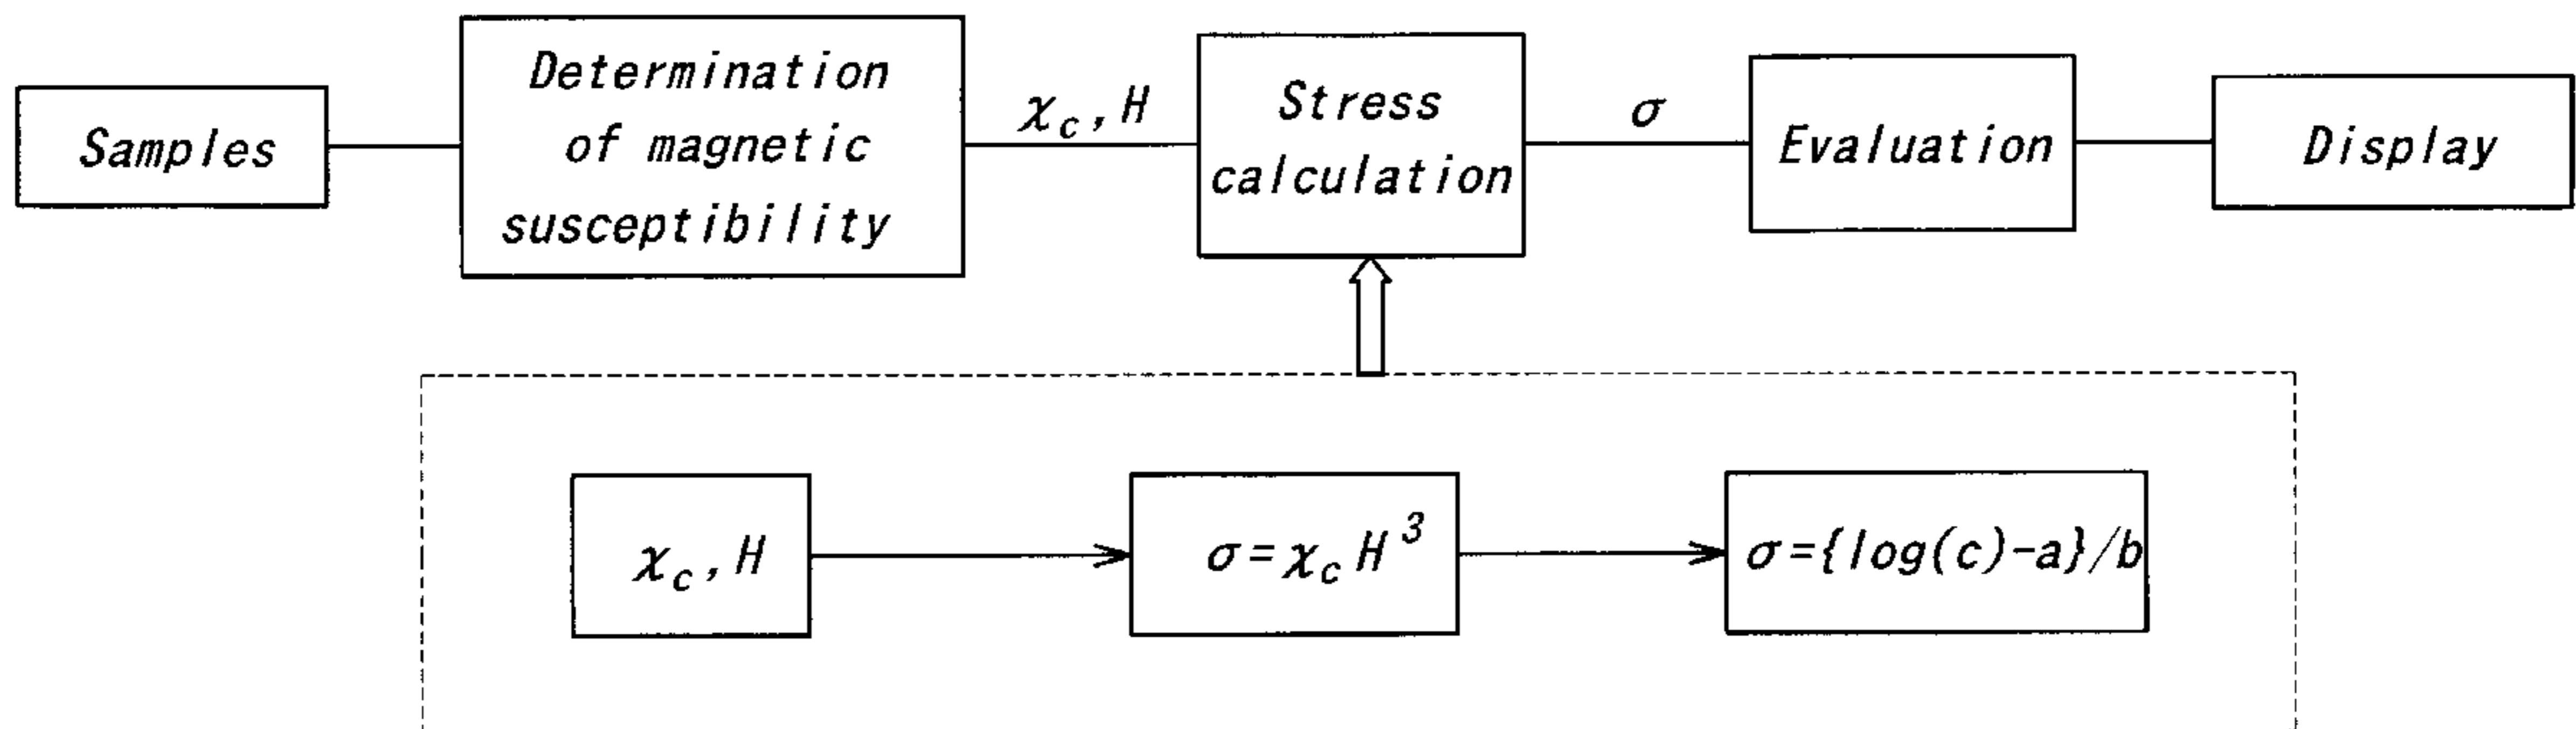 Samples
Determination
of magnetic
susceptibility
χc, H
Stress
calculation
σ
Evaluation
Display
χc, H
σ=χc H³
σ={log(c)-a}/b